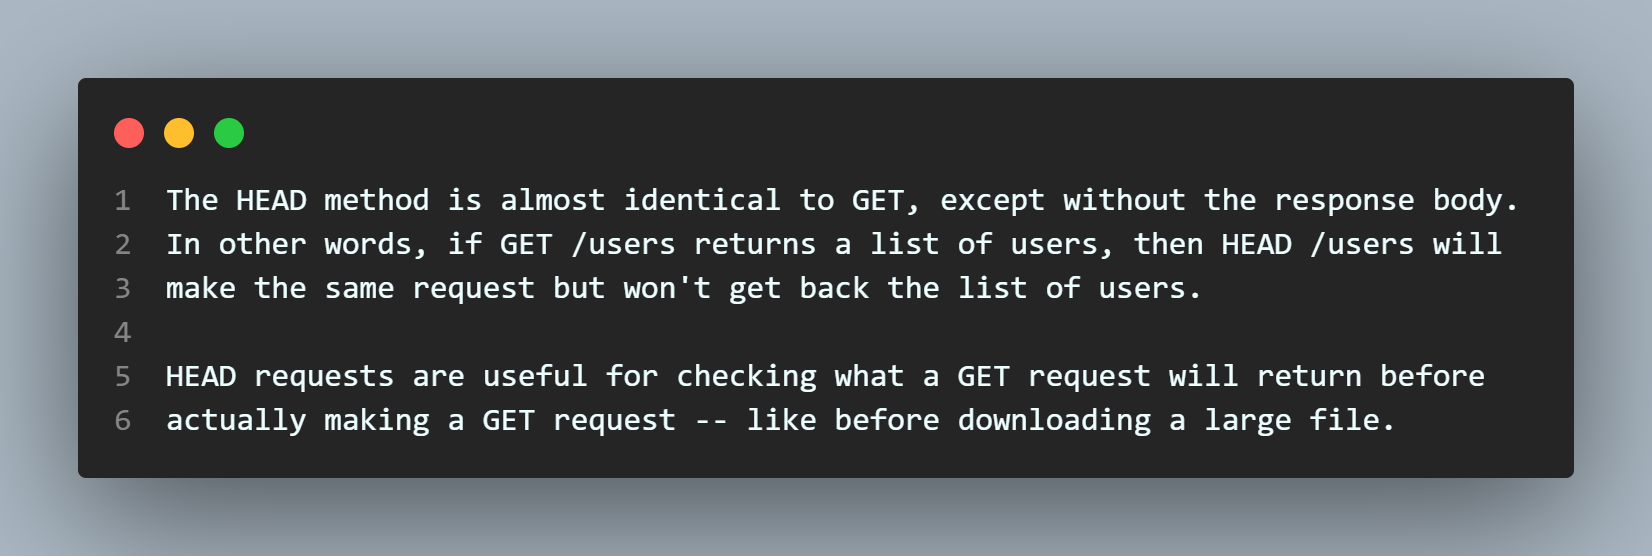 1 The HEAD method is almost identical to GET, except without the response body.
2 In other words, if GET /users returns a list of users, then HEAD /users will
3 make the same request but won't get back the list of users.
4
5 HEAD requests are useful for checking what a GET request will return before
6 actually making a GET request -- like before downloading a large file.